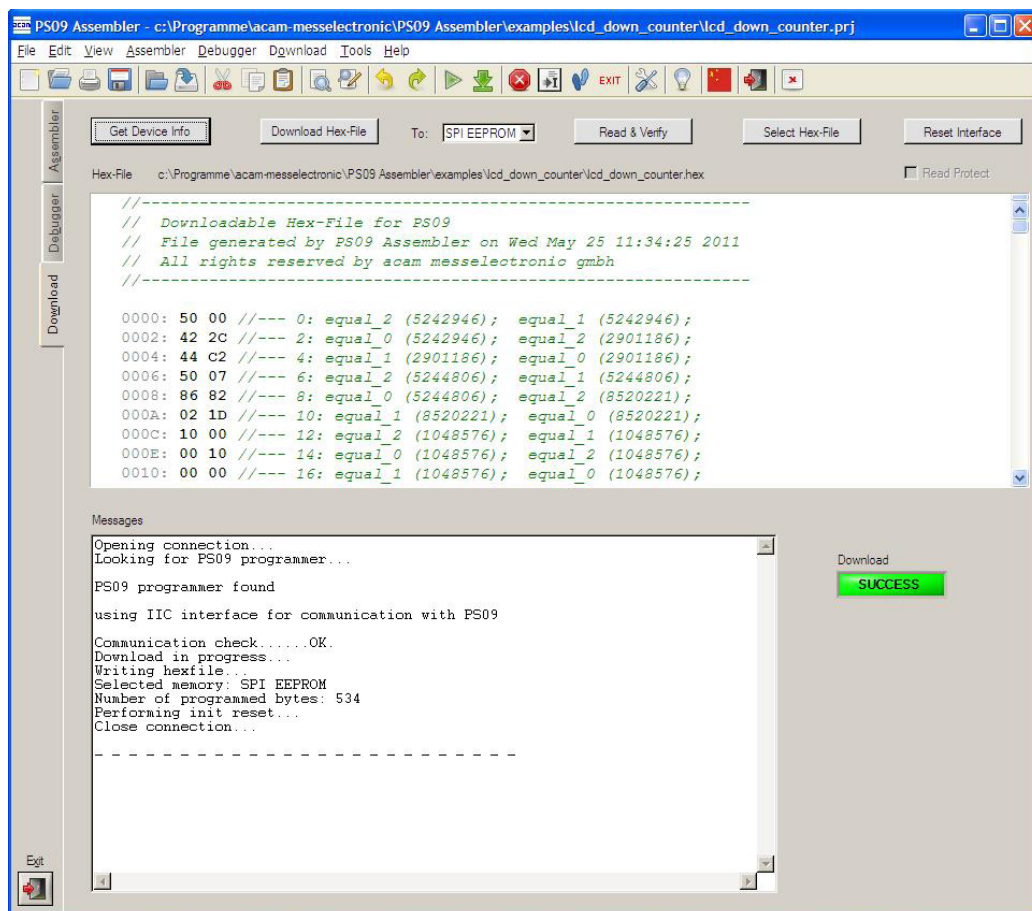 acam PS09 Assembler - c:\Programme\acam-messelectronic\PS09 Assembler\examples\lcd_down_counter\lcd_down_counter.prj
File Edit View Assembler Debugger Download Tools Help
EXIT
Assembler
Debugger
Download
Get Device Info Download Hex-File To: SPI EEPROM Read & Verify Select Hex-File Reset Interface
Hex-File c:\Programme\acam-messelectronic\PS09 Assembler\examples\lcd_down_counter\lcd_down_counter.hex Read Protect
//---------------------------------------------------------------
// Downloadable Hex-File for PS09
// File generated by PS09 Assembler on Wed May 25 11:34:25 2011
// All rights reserved by acam messelectronic gmbh
//---------------------------------------------------------------
0000: 50 00 //--- 0: equal_2 (5242946); equal_1 (5242946);
0002: 42 2C //--- 2: equal_0 (5242946); equal_2 (2901186);
0004: 44 C2 //--- 4: equal_1 (2901186); equal_0 (2901186);
0006: 50 07 //--- 6: equal_2 (5244806); equal_1 (5244806);
0008: 86 82 //--- 8: equal_0 (5244806); equal_2 (8520221);
000A: 02 1D //--- 10: equal_1 (8520221); equal_0 (8520221);
000C: 10 00 //--- 12: equal_2 (1048576); equal_1 (1048576);
000E: 00 10 //--- 14: equal_0 (1048576); equal_2 (1048576);
0010: 00 00 //--- 16: equal_1 (1048576); equal_0 (1048576);
Messages
Opening connection...
Looking for PS09 programmer...
PS09 programmer found
using IIC interface for communication with PS09
Communication check......OK.
Download in progress...
Writing hexfile...
Selected memory: SPI EEPROM
Number of programmed bytes: 534
Performing init reset...
Close connection...
_ _ _ _ _ _ _ _ _ _ _ _ _ _ _ _ _ _ _ _ _ _ _ _ _
Download
SUCCESS
Exit